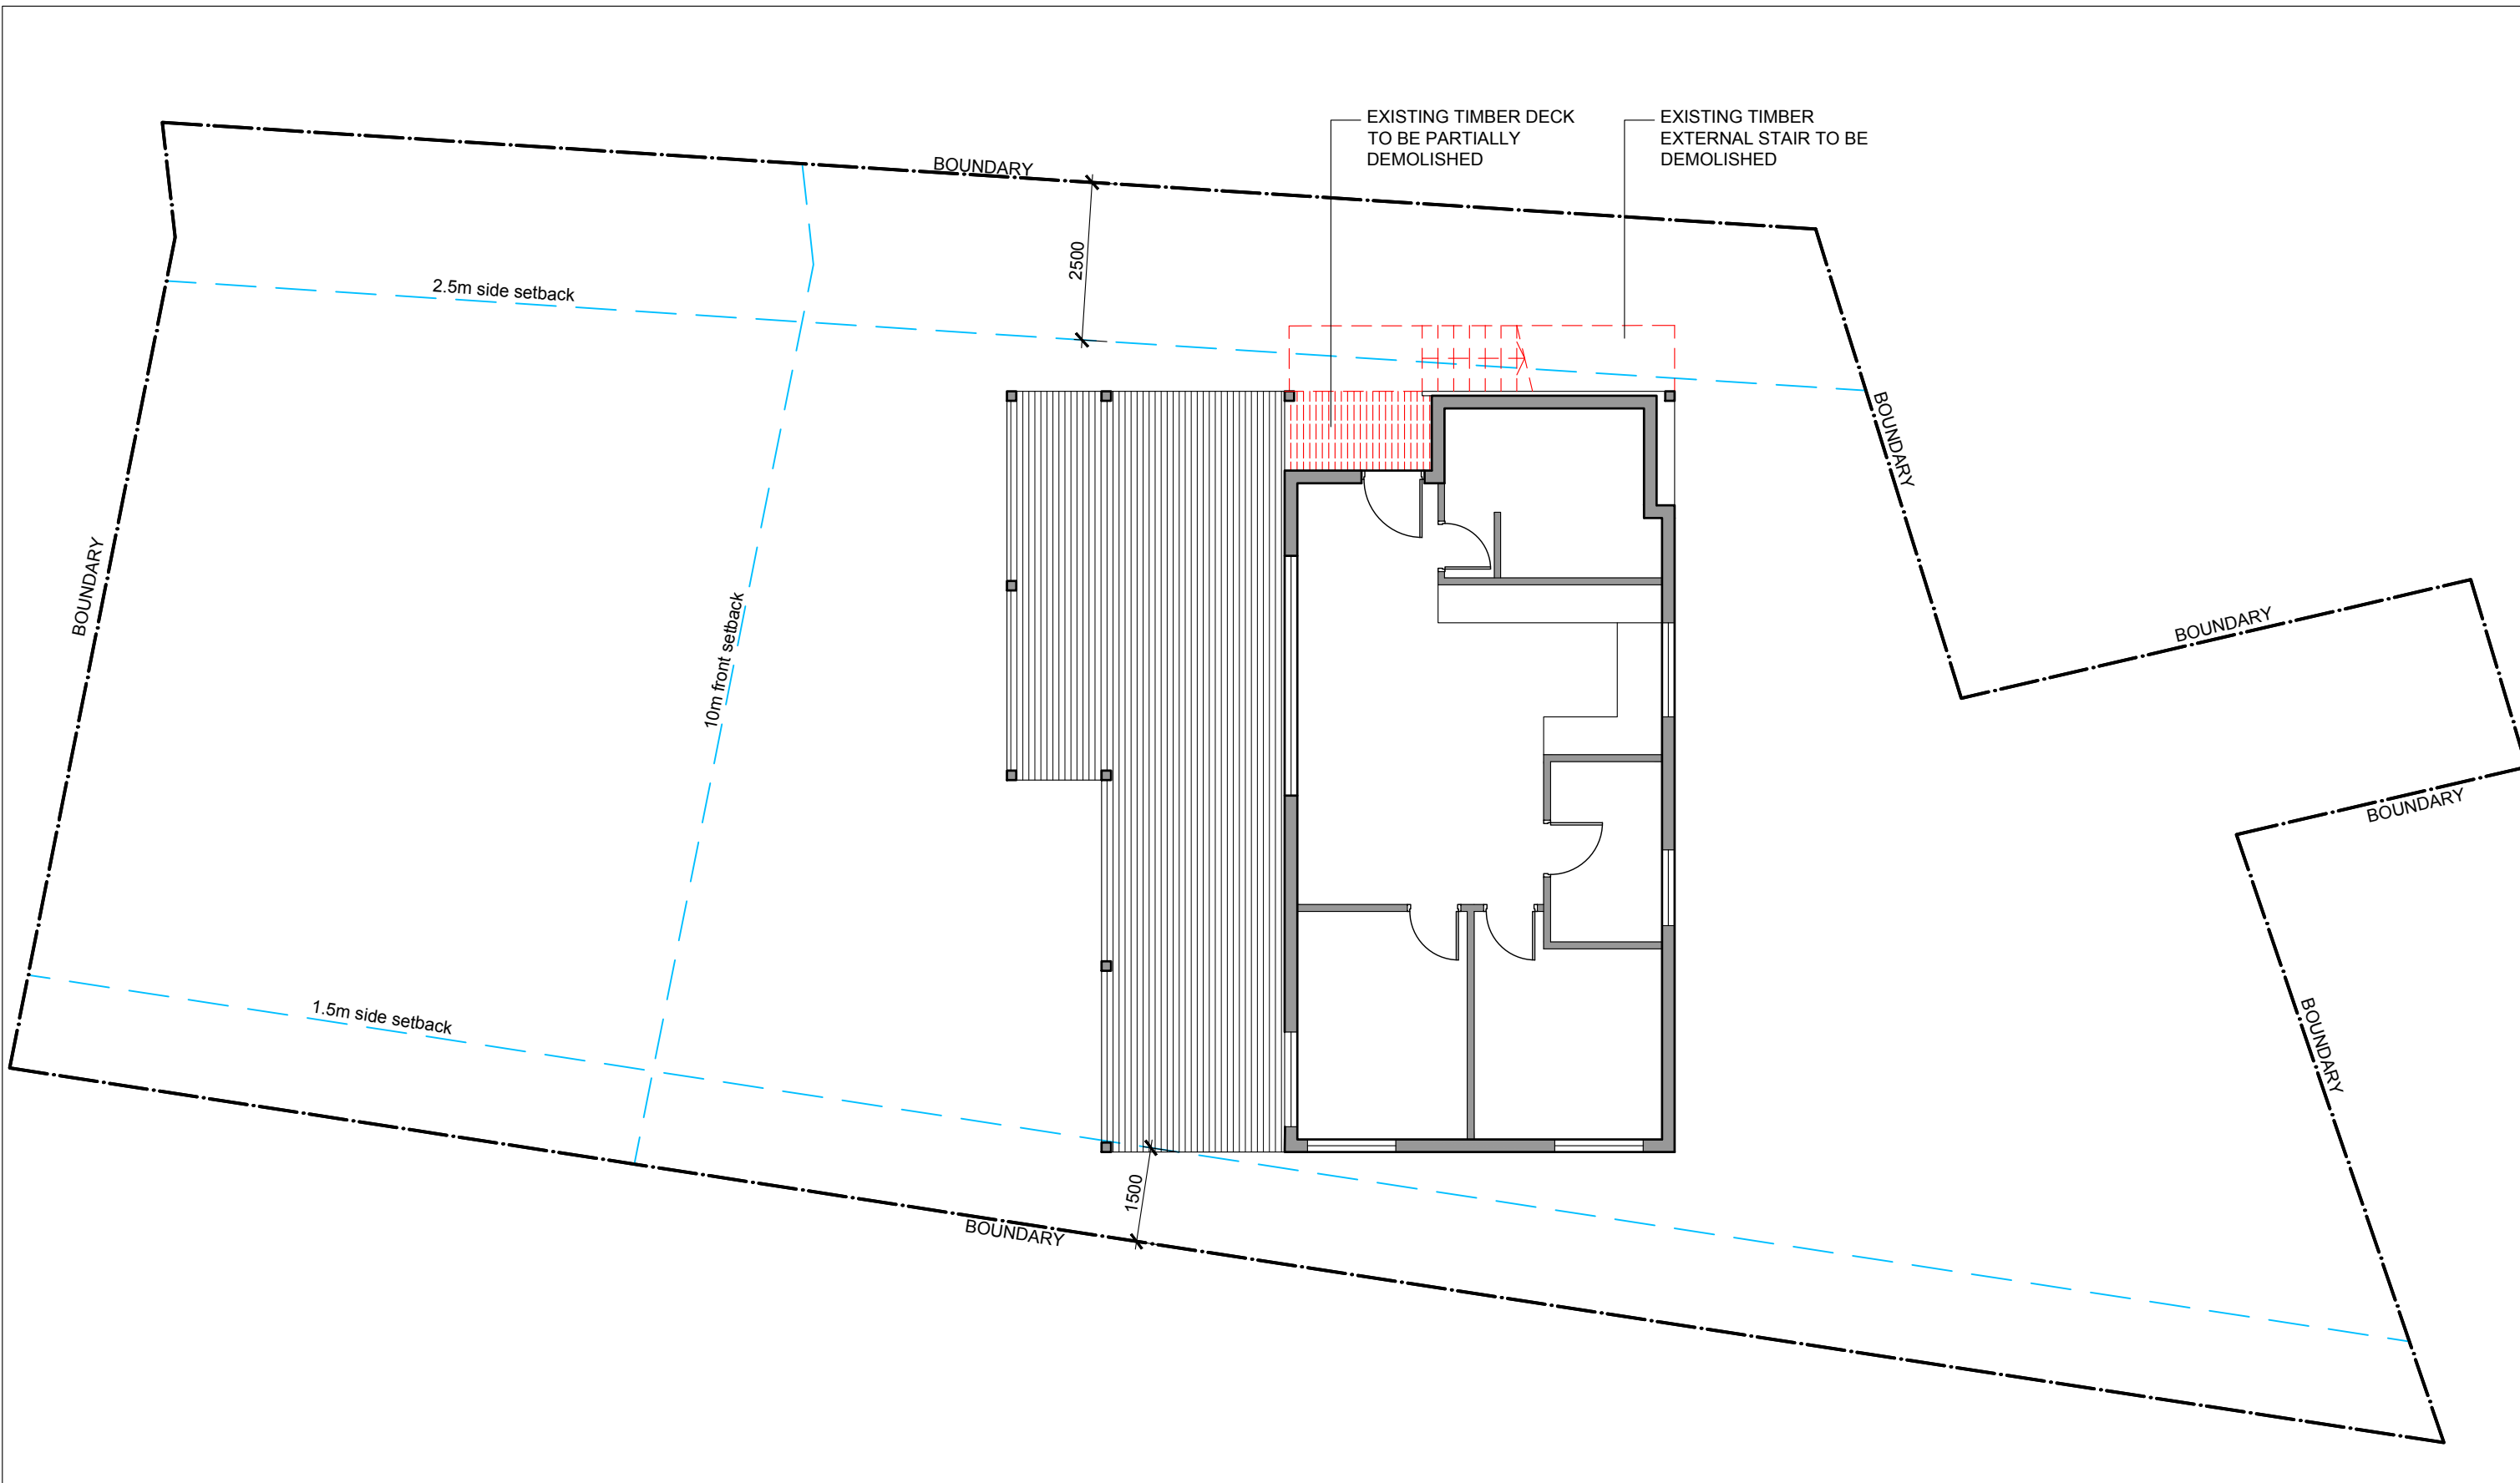 EXISTING TIMBER DECK
TO BE PARTIALLY
DEMOLISHED
EXISTING TIMBER
EXTERNAL STAIR TO BE
DEMOLISHED
BOUNDARY
2500
2.5m side setback
BOUNDARY
BOUNDARY
10m front setback
BOUNDARY
BOUNDARY
1.5m side setback
BOUNDARY
1500
BOUNDARY